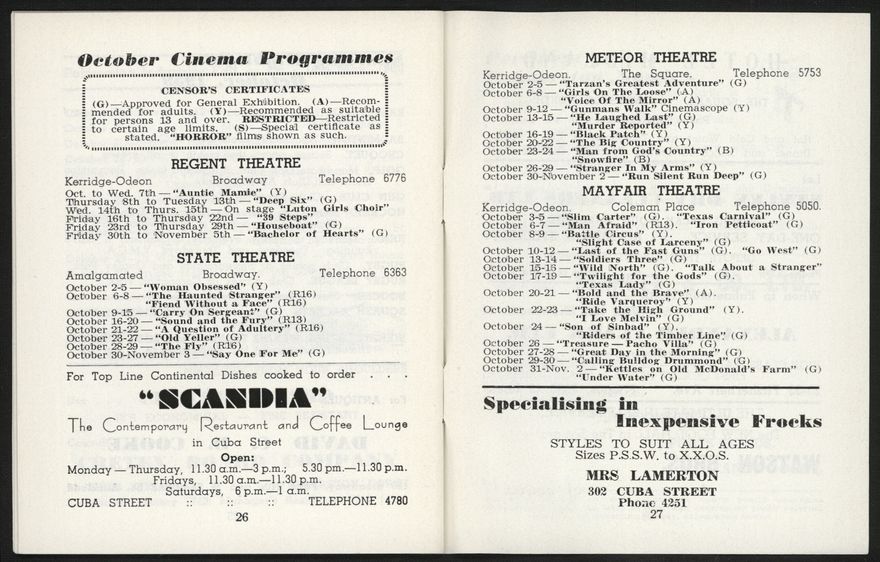 October Cinema Programmes
CENSOR'S CERTIFICATES
(G)—Approved for General Exhibition. (A)—Recom-
mended for adults. (Y)—Recommended as suitable
for persons 13 and over. RESTRICTED—Restricted
to certain age limits. (S)—Special certificate as
stated. "HORROR" films shown as such.
REGENT THEATRE
Kerridge-Odeon Broadway Telephone 6776
Oct. to Wed. 7th — "Auntie Mamie" (Y)
Thursday 8th to Tuesday 13th — "Deep Six" (G)
Wed. 14th to Thurs. 15th — On stage "Luton Girls Choir"
Friday 16th to Thursday 22nd — "39 Steps"
Friday 23rd to Thursday 29th — "Houseboat" (G)
Friday 30th to November 5th — "Bachelor of Hearts" (G)
STATE THEATRE
Amalgamated Broadway. Telephone 6363
October 2-5 — "Woman Obsessed" (Y)
October 6-8 — "The Haunted Stranger" (R16)
"Fiend Without a Face" (R16)
October 9-15 — "Carry On Sergeant" (G)
October 16-20 — "Sound and the Fury" (R13)
October 21-22 — "A Question of Adultery" (R16)
October 23-27 — "Old Yeller" (G)
October 28-29 — "The Fly" (R16)
October 30-November 3 — "Say One For Me" (G)
For Top Line Continental Dishes cooked to order . . .
"SCANDIA"
The Contemporary Restaurant and Coffee Lounge
in Cuba Street
Open:
Monday — Thursday, 11.30 a.m.—3 p.m.; 5.30 pm.—11.30 p.m.
Fridays, 11.30 a.m.—11.30 p.m.
Saturdays, 6 p.m.—1 a.m.
CUBA STREET :: :: :: TELEPHONE 4780
26
METEOR THEATRE
Kerridge-Odeon. The Square. Telephone 5753
October 2-5 — "Tarzan's Greatest Adventure" (G)
October 6-8 — "Girls On The Loose" (A)
"Voice Of The Mirror" (A)
October 9-12 — "Gunmans Walk" Cinemascope (Y)
October 13-15 — "He Laughed Last" (G)
"Murder Reported" (Y)
October 16-19 — "Black Patch" (Y)
October 20-22 — "The Big Country" (Y)
October 23-24 — "Man from God's Country" (B)
"Snowfire" (B)
October 26-29 — "Stranger In My Arms" (Y)
October 30-November 2 — "Run Silent Run Deep" (G)
MAYFAIR THEATRE
Kerridge-Odeon. Coleman Place Telephone 5050.
October 3-5 — "Slim Carter" (G). "Texas Carnival" (G)
October 6-7 — "Man Afraid" (R13). "Iron Petticoat" (G)
October 8-9 — "Battle Circus" (Y).
"Slight Case of Larceny" (G)
October 10-12 — "Last of the Fast Guns" (G). "Go West" (G)
October 13-14 — "Soldiers Three" (G)
October 15-16 — "Wild North" (G). "Talk About a Stranger"
October 17-19 — "Twilight for the Gods" (G).
"Texas Lady" (G)
October 20-21 — "Bold and the Brave" (A).
"Ride Varqueroy" (Y)
October 22-23 — "Take the High Ground" (Y).
"I Love Melvin" (G)
October 24 — "Son of Sinbad" (Y).
"Riders of the Timber Line" (G)
October 26 — "Treasure — Pacho Villa" (G)
October 27-28 — "Great Day in the Morning" (G)
October 29-30 — "Calling Bulldog Drummond" (G)
October 31-Nov. 2 — "Kettles on Old McDonald's Farm" (G)
"Under Water" (G)
Specialising in
Inexpensive Frocks
STYLES TO SUIT ALL AGES
Sizes P.S.S.W. to X.X.O.S.
MRS LAMERTON
302 CUBA STREET
Phone 4251
27